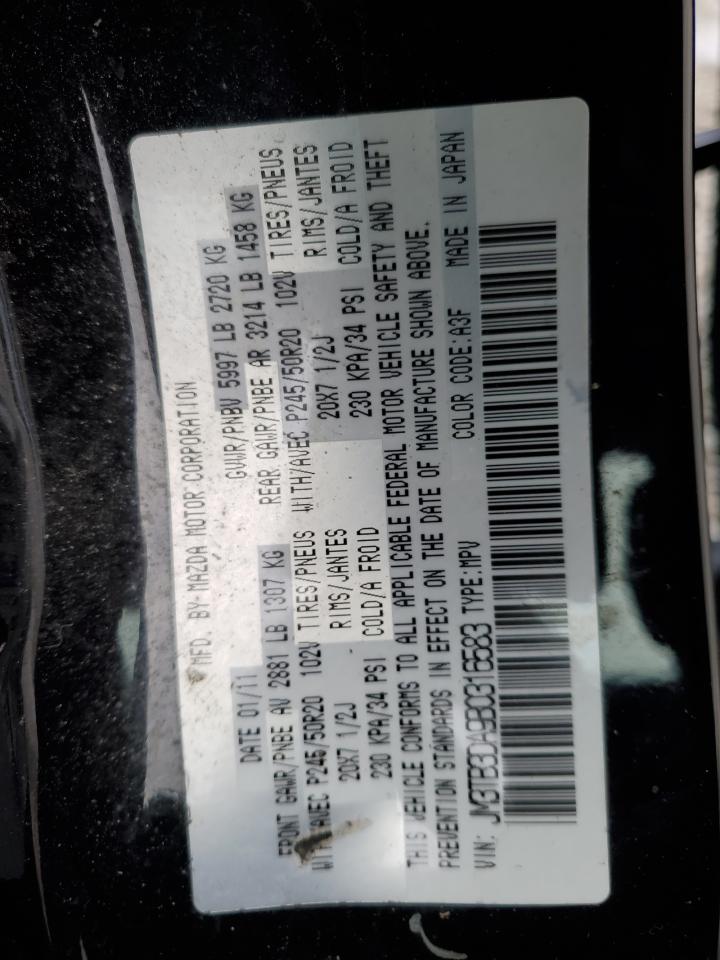 MFD. BY MAZDA MOTOR CORPORATION
DATE 01/11 GVWR/PNBV 5997 LB 2720 KG
FRONT GAWR/PNBE AV 2881 LB 1307 KG REAR GAWR/PNBE AR 3214 LB 1458 KG
WITH/AVEC P245/50R20 102V TIRES/PNEUS WITH/AVEC P245/50R20 102V TIRES/PNEUS
20X7 1/2J RIMS/JANTES 20X7 1/2J RIMS/JANTES
230 KPA/34 PSI COLD/A FROID 230 KPA/34 PSI COLD/A FROID
THIS VEHICLE CONFORMS TO ALL APPLICABLE FEDERAL MOTOR VEHICLE SAFETY AND THEFT
PREVENTION STANDARDS IN EFFECT ON THE DATE OF MANUFACTURE SHOWN ABOVE.
VIN: JM3TB3DA9B0316583 TYPE:MPV COLOR CODE:A3F MADE IN JAPAN